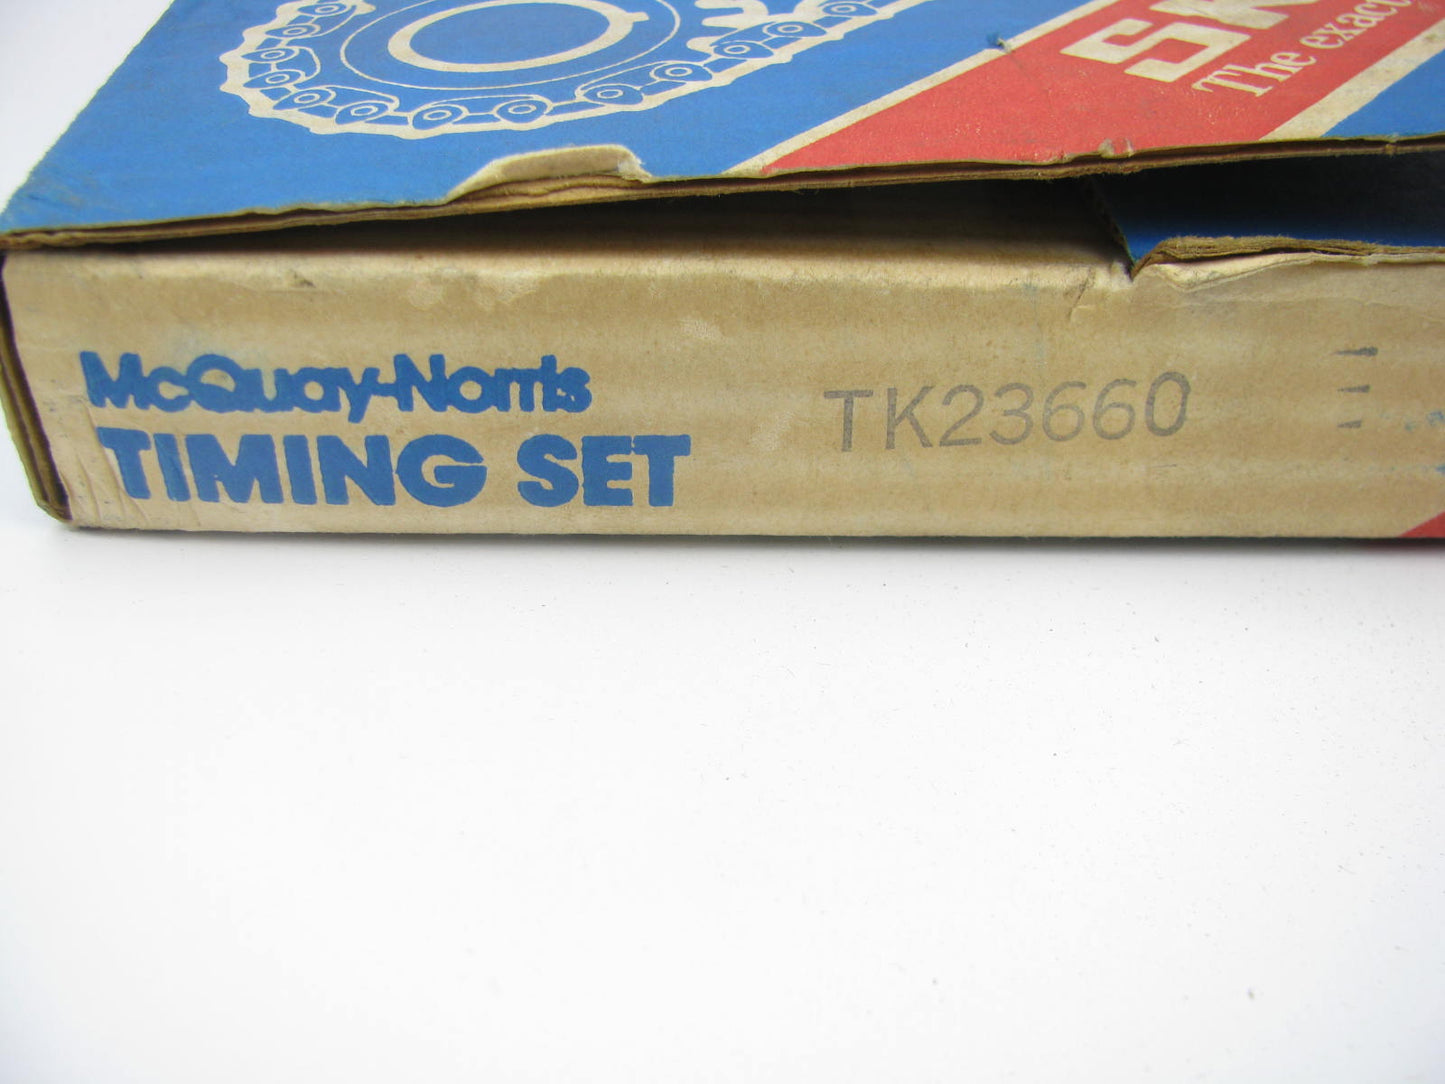 The exact
McQuay-Norris
TIMING SET
TK23660